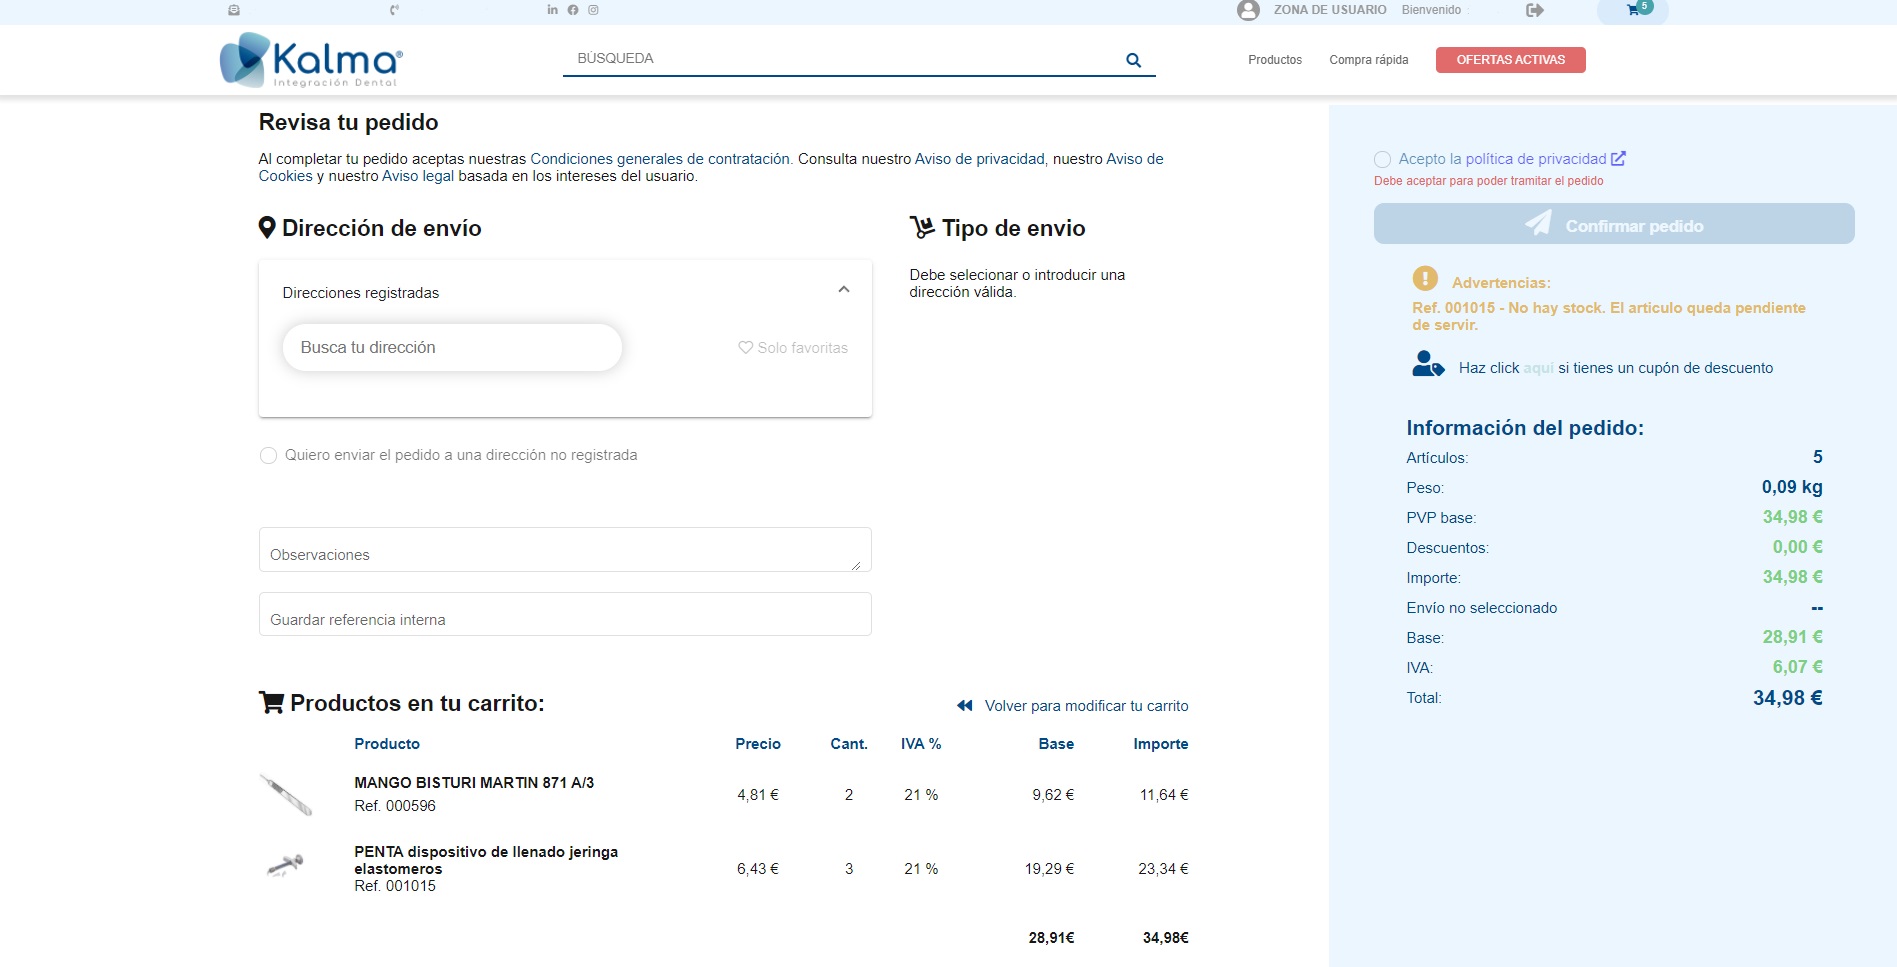 ZONA DE USUARIO Bienvenido
5
Kalma®
Integración Dental
BÚSQUEDA
Productos Compra rápida OFERTAS ACTIVAS
Revisa tu pedido
Al completar tu pedido aceptas nuestras Condiciones generales de contratación. Consulta nuestro Aviso de privacidad, nuestro Aviso de
Cookies y nuestro Aviso legal basada en los intereses del usuario.
Dirección de envío
Direcciones registradas
Busca tu dirección
Solo favoritas
Quiero enviar el pedido a una dirección no registrada
Observaciones
Guardar referencia interna
Tipo de envio
Debe selecionar o introducir una
dirección válida.
Productos en tu carrito:
Volver para modificar tu carrito
Producto Precio Cant. IVA % Base Importe
MANGO BISTURI MARTIN 871 A/3
Ref. 000596
4,81 € 2 21 % 9,62 € 11,64 €
PENTA dispositivo de llenado jeringa
elastomeros
Ref. 001015
6,43 € 3 21 % 19,29 € 23,34 €
28,91€ 34,98€
Acepto la política de privacidad
Debe aceptar para poder tramitar el pedido
Confirmar pedido
Advertencias:
Ref. 001015 - No hay stock. El articulo queda pendiente
de servir.
Haz click aquí si tienes un cupón de descuento
Información del pedido:
Artículos: 5
Peso: 0,09 kg
PVP base: 34,98 €
Descuentos: 0,00 €
Importe: 34,98 €
Envío no seleccionado --
Base: 28,91 €
IVA: 6,07 €
Total: 34,98 €